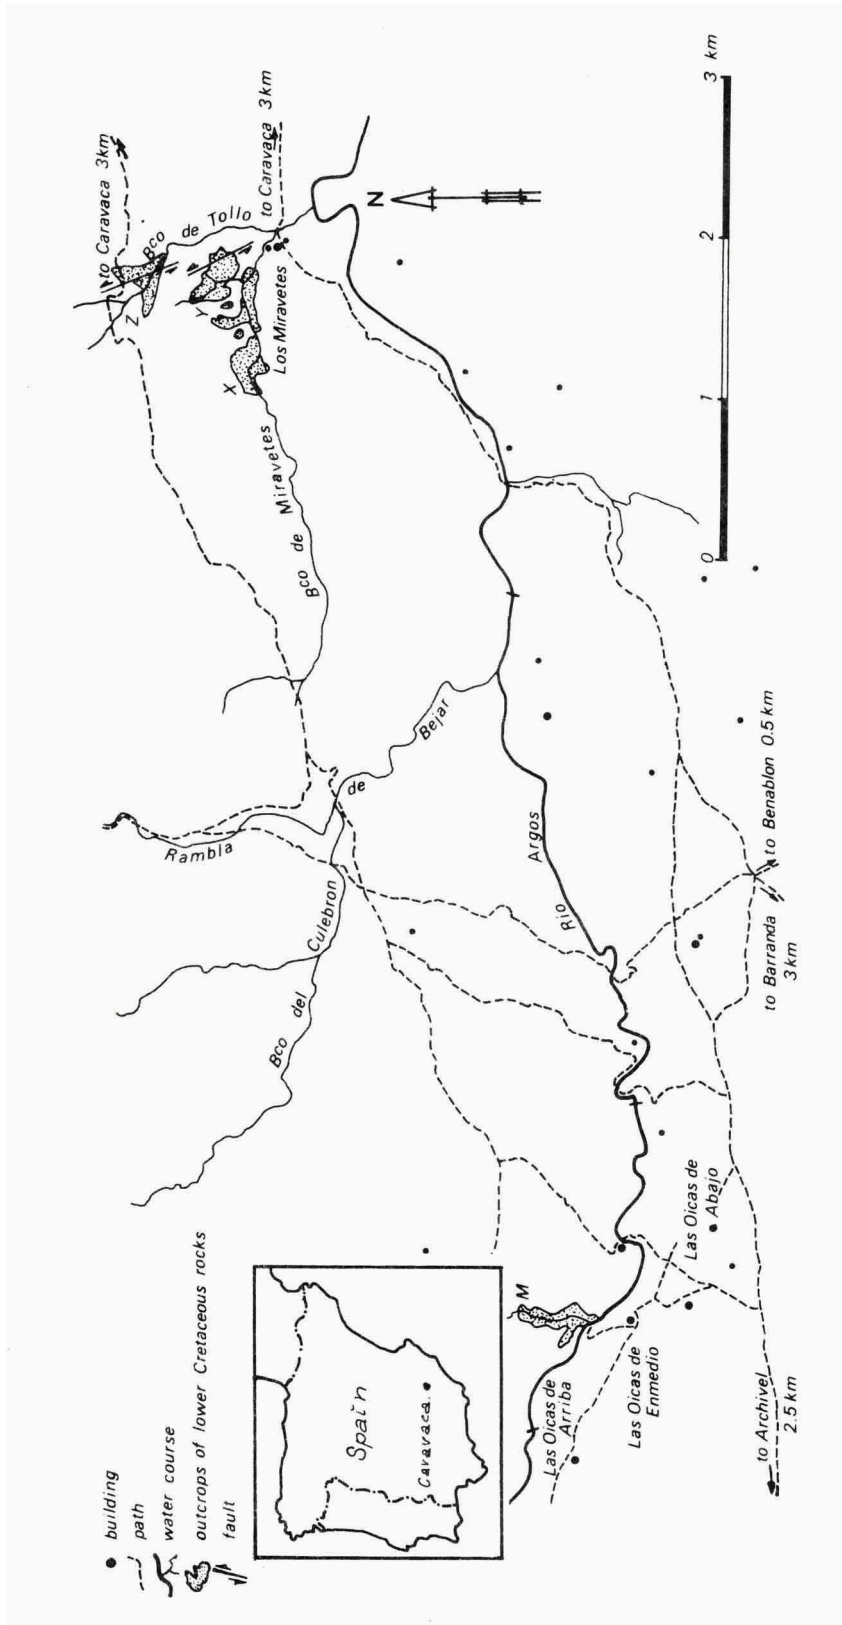 building
path
water course
outcrops of lower Cretaceous rocks
fault
Spain
Caravaca
to Caravaca 3km
to Caravaca 3km
Bco de Tollo
Z
Y
X
Los Miravetes
Bco de Miravetes
N
Rambla de Bejar
Bco del Culebron
Rio Argos
M
Las Oicas de
Arriba
Las Oicas de
Enmedio
Las Oicas de
Abajo
to Archivel
2.5 km
to Barranda
3 km
to Benablon 0.5 km
0 1 2 3 km